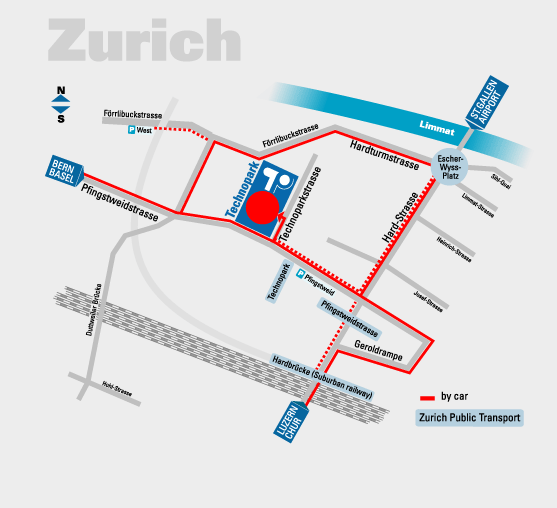 Zurich
N
S
Förrlibuckstrasse
P West
BERN
BASEL
Pfingstweidstrasse
Förrlibuckstrasse
Hardturmstrasse
Limmat
ST.GALLEN
AIRPORT
Escher-
Wyss-
Platz
Sihl-Quai
Limmat-Strasse
Heinrich-Strasse
Josef-Strasse
Hard-Strasse
Technopark
Technoparkstrasse
Technopark
P Pfingstweid
Pfingstweidstrasse
Geroldrampe
Duttweiler Brücke
Hohl-Strasse
Hardbrücke (Suburban railway)
LUZERN
CHUR
by car
Zurich Public Transport